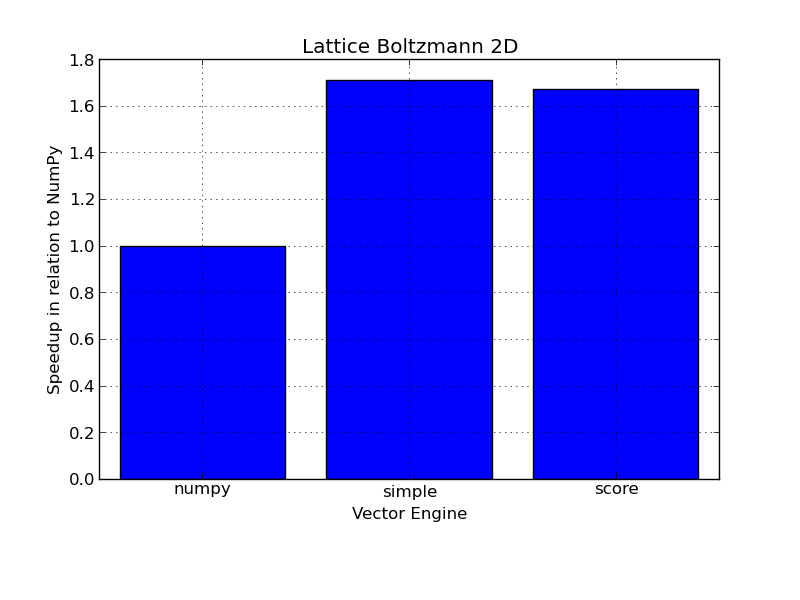 Lattice Boltzmann 2D
Speedup in relation to NumPy
1.8
1.6
1.4
1.2
1.0
0.8
0.6
0.4
0.2
0.0
numpy simple score
Vector Engine